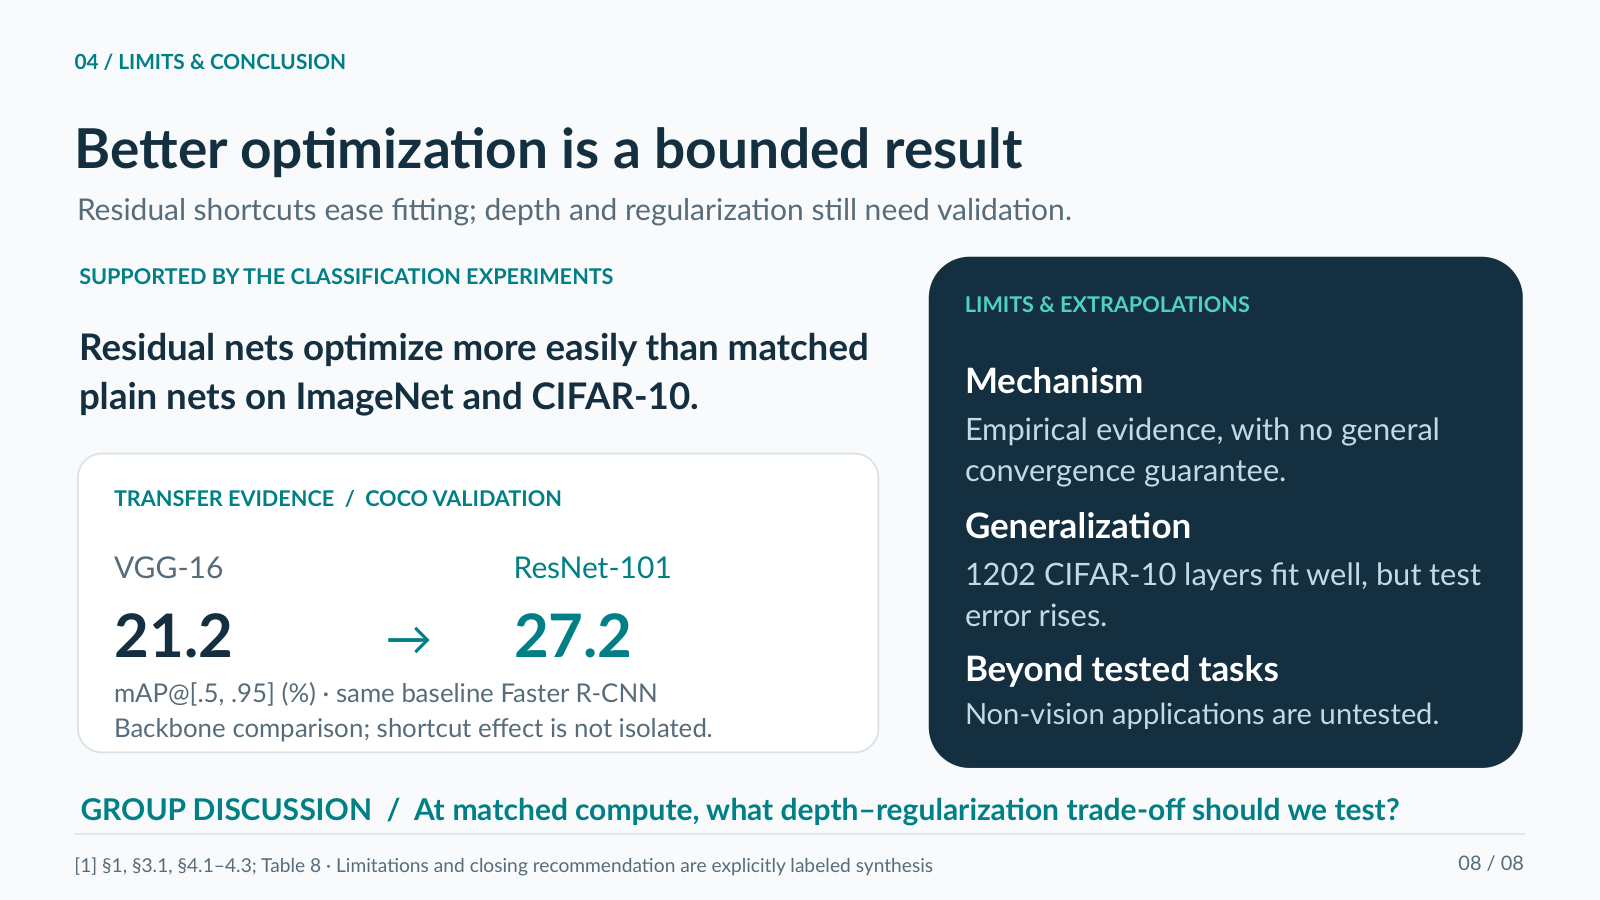 04 / LIMITS & CONCLUSION
Better optimization is a bounded result
Residual shortcuts ease fitting; depth and regularization still need validation.
SUPPORTED BY THE CLASSIFICATION EXPERIMENTS
Residual nets optimize more easily than matched
plain nets on ImageNet and CIFAR-10.
TRANSFER EVIDENCE / COCO VALIDATION
VGG-16
ResNet-101
21.2 → 27.2
mAP@[.5, .95] (%) · same baseline Faster R-CNN
Backbone comparison; shortcut effect is not isolated.
LIMITS & EXTRAPOLATIONS
Mechanism
Empirical evidence, with no general
convergence guarantee.
Generalization
1202 CIFAR-10 layers fit well, but test
error rises.
Beyond tested tasks
Non-vision applications are untested.
GROUP DISCUSSION / At matched compute, what depth–regularization trade-off should we test?
[1] §1, §3.1, §4.1–4.3; Table 8 · Limitations and closing recommendation are explicitly labeled synthesis
08 / 08